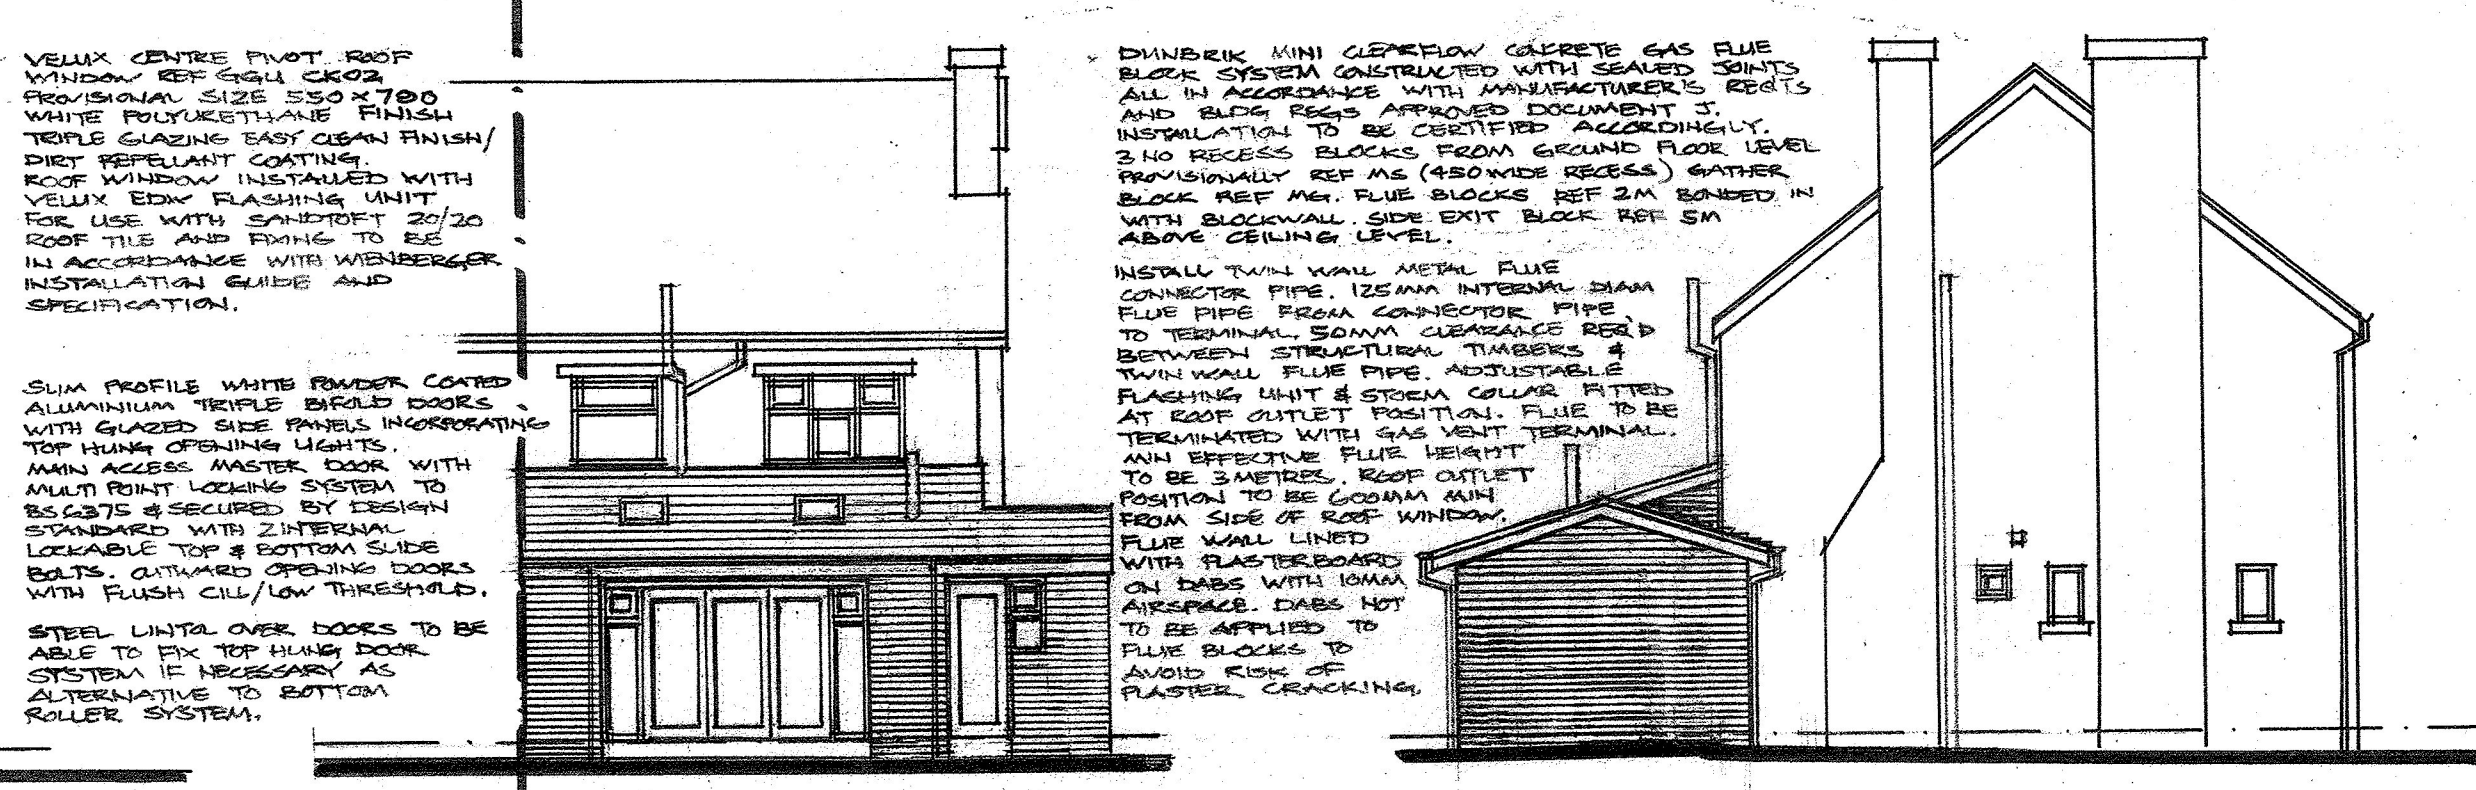 VELUX CENTRE PIVOT ROOF
WINDOW REF GGU CK02
PROVISIONAL SIZE 550 x 780
WHITE POLYURETHANE FINISH
TRIPLE GLAZING EASY CLEAN FINISH/
DIRT REPELLANT COATING.
ROOF WINDOW INSTALLED WITH
VELUX EDW FLASHING UNIT
FOR USE WITH SANDTOFT 20/20
ROOF TILE AND FIXING TO BE
IN ACCORDANCE WITH WIENBERGER
INSTALLATION GUIDE AND
SPECIFICATION.
SLIM PROFILE WHITE POWDER COATED
ALUMINIUM TRIPLE BIFOLD DOORS
WITH GLAZED SIDE PANELS INCORPORATING
TOP HUNG OPENING LIGHTS.
MAIN ACCESS MASTER DOOR WITH
MULTI POINT LOCKING SYSTEM TO
BS 6375 & SECURED BY DESIGN
STANDARD WITH 2 INTERNAL
LOCKABLE TOP & BOTTOM SLIDE
BOLTS. OUTWARD OPENING DOORS
WITH FLUSH CILL/LOW THRESHOLD.
STEEL LINTOL OVER DOORS TO BE
ABLE TO FIX TOP HUNG DOOR
SYSTEM IF NECESSARY AS
ALTERNATIVE TO BOTTOM
ROLLER SYSTEM.
DUNBRIK MINI CLEARFLOW CONCRETE GAS FLUE
BLOCK SYSTEM CONSTRUCTED WITH SEALED JOINTS
ALL IN ACCORDANCE WITH MANUFACTURER'S REQ'TS
AND BLDG REGS APPROVED DOCUMENT J.
INSTALLATION TO BE CERTIFIED ACCORDINGLY.
3 NO RECESS BLOCKS FROM GROUND FLOOR LEVEL
PROVISIONALLY REF MS (450 WIDE RECESS) GATHER
BLOCK REF MG. FLUE BLOCKS REF 2M BONDED IN
WITH BLOCKWALL. SIDE EXIT BLOCK REF 5M
ABOVE CEILING LEVEL.
INSTALL TWIN WALL METAL FLUE
CONNECTOR PIPE. 125MM INTERNAL DIAM
FLUE PIPE FROM CONNECTOR PIPE
TO TERMINAL. 50MM CLEARANCE REQ'D
BETWEEN STRUCTURAL TIMBERS &
TWIN WALL FLUE PIPE. ADJUSTABLE
FLASHING UNIT & STORM COLLAR FITTED
AT ROOF OUTLET POSITION. FLUE TO BE
TERMINATED WITH GAS VENT TERMINAL.
MIN EFFECTIVE FLUE HEIGHT
TO BE 3 METRES. ROOF OUTLET
POSITION TO BE 600MM MIN
FROM SIDE OF ROOF WINDOW.
FLUE WALL LINED
WITH PLASTERBOARD
ON DABS WITH 10MM
AIRSPACE. DABS NOT
TO BE APPLIED TO
FLUE BLOCKS TO
AVOID RISK OF
PLASTER CRACKING.